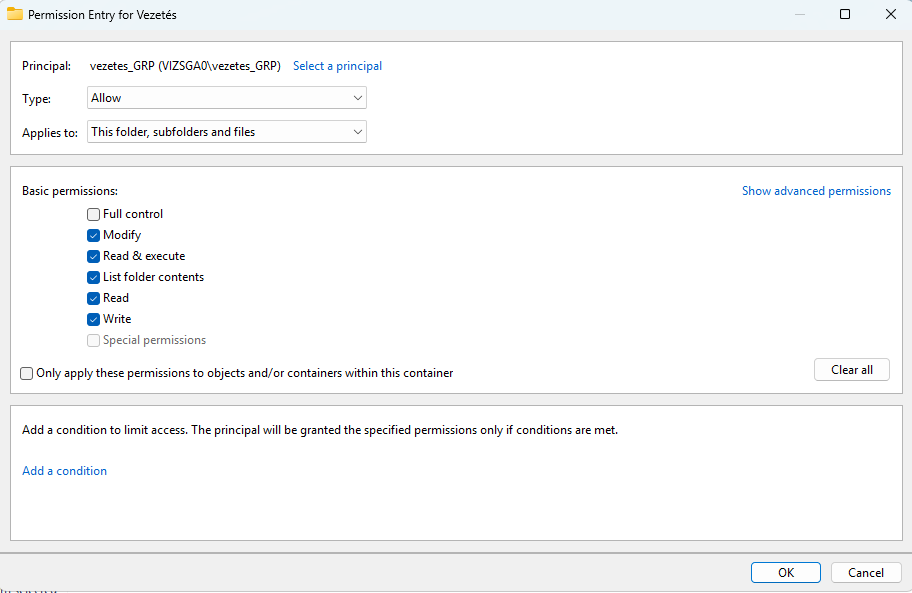 Permission Entry for Vezetés
Principal: vezetes_GRP (VIZSGA0\vezetes_GRP) Select a principal
Type: Allow
Applies to: This folder, subfolders and files
Basic permissions: Show advanced permissions
Full control
Modify
Read & execute
List folder contents
Read
Write
Special permissions
Only apply these permissions to objects and/or containers within this container
Clear all
Add a condition to limit access. The principal will be granted the specified permissions only if conditions are met.
Add a condition
OK Cancel